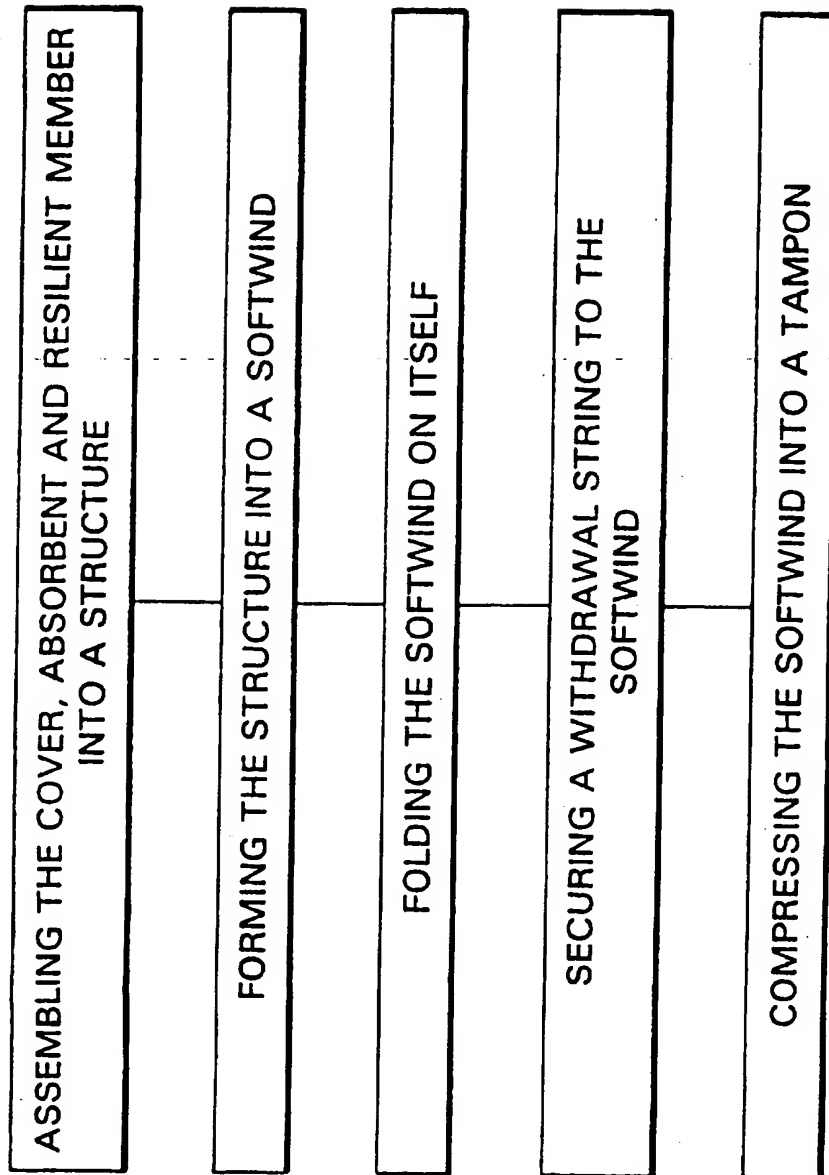 ASSEMBLING THE COVER, ABSORBENT AND RESILIENT MEMBER
INTO A STRUCTURE
FORMING THE STRUCTURE INTO A SOFTWIND
FOLDING THE SOFTWIND ON ITSELF
SECURING A WITHDRAWAL STRING TO THE
SOFTWIND
COMPRESSING THE SOFTWIND INTO A TAMPON